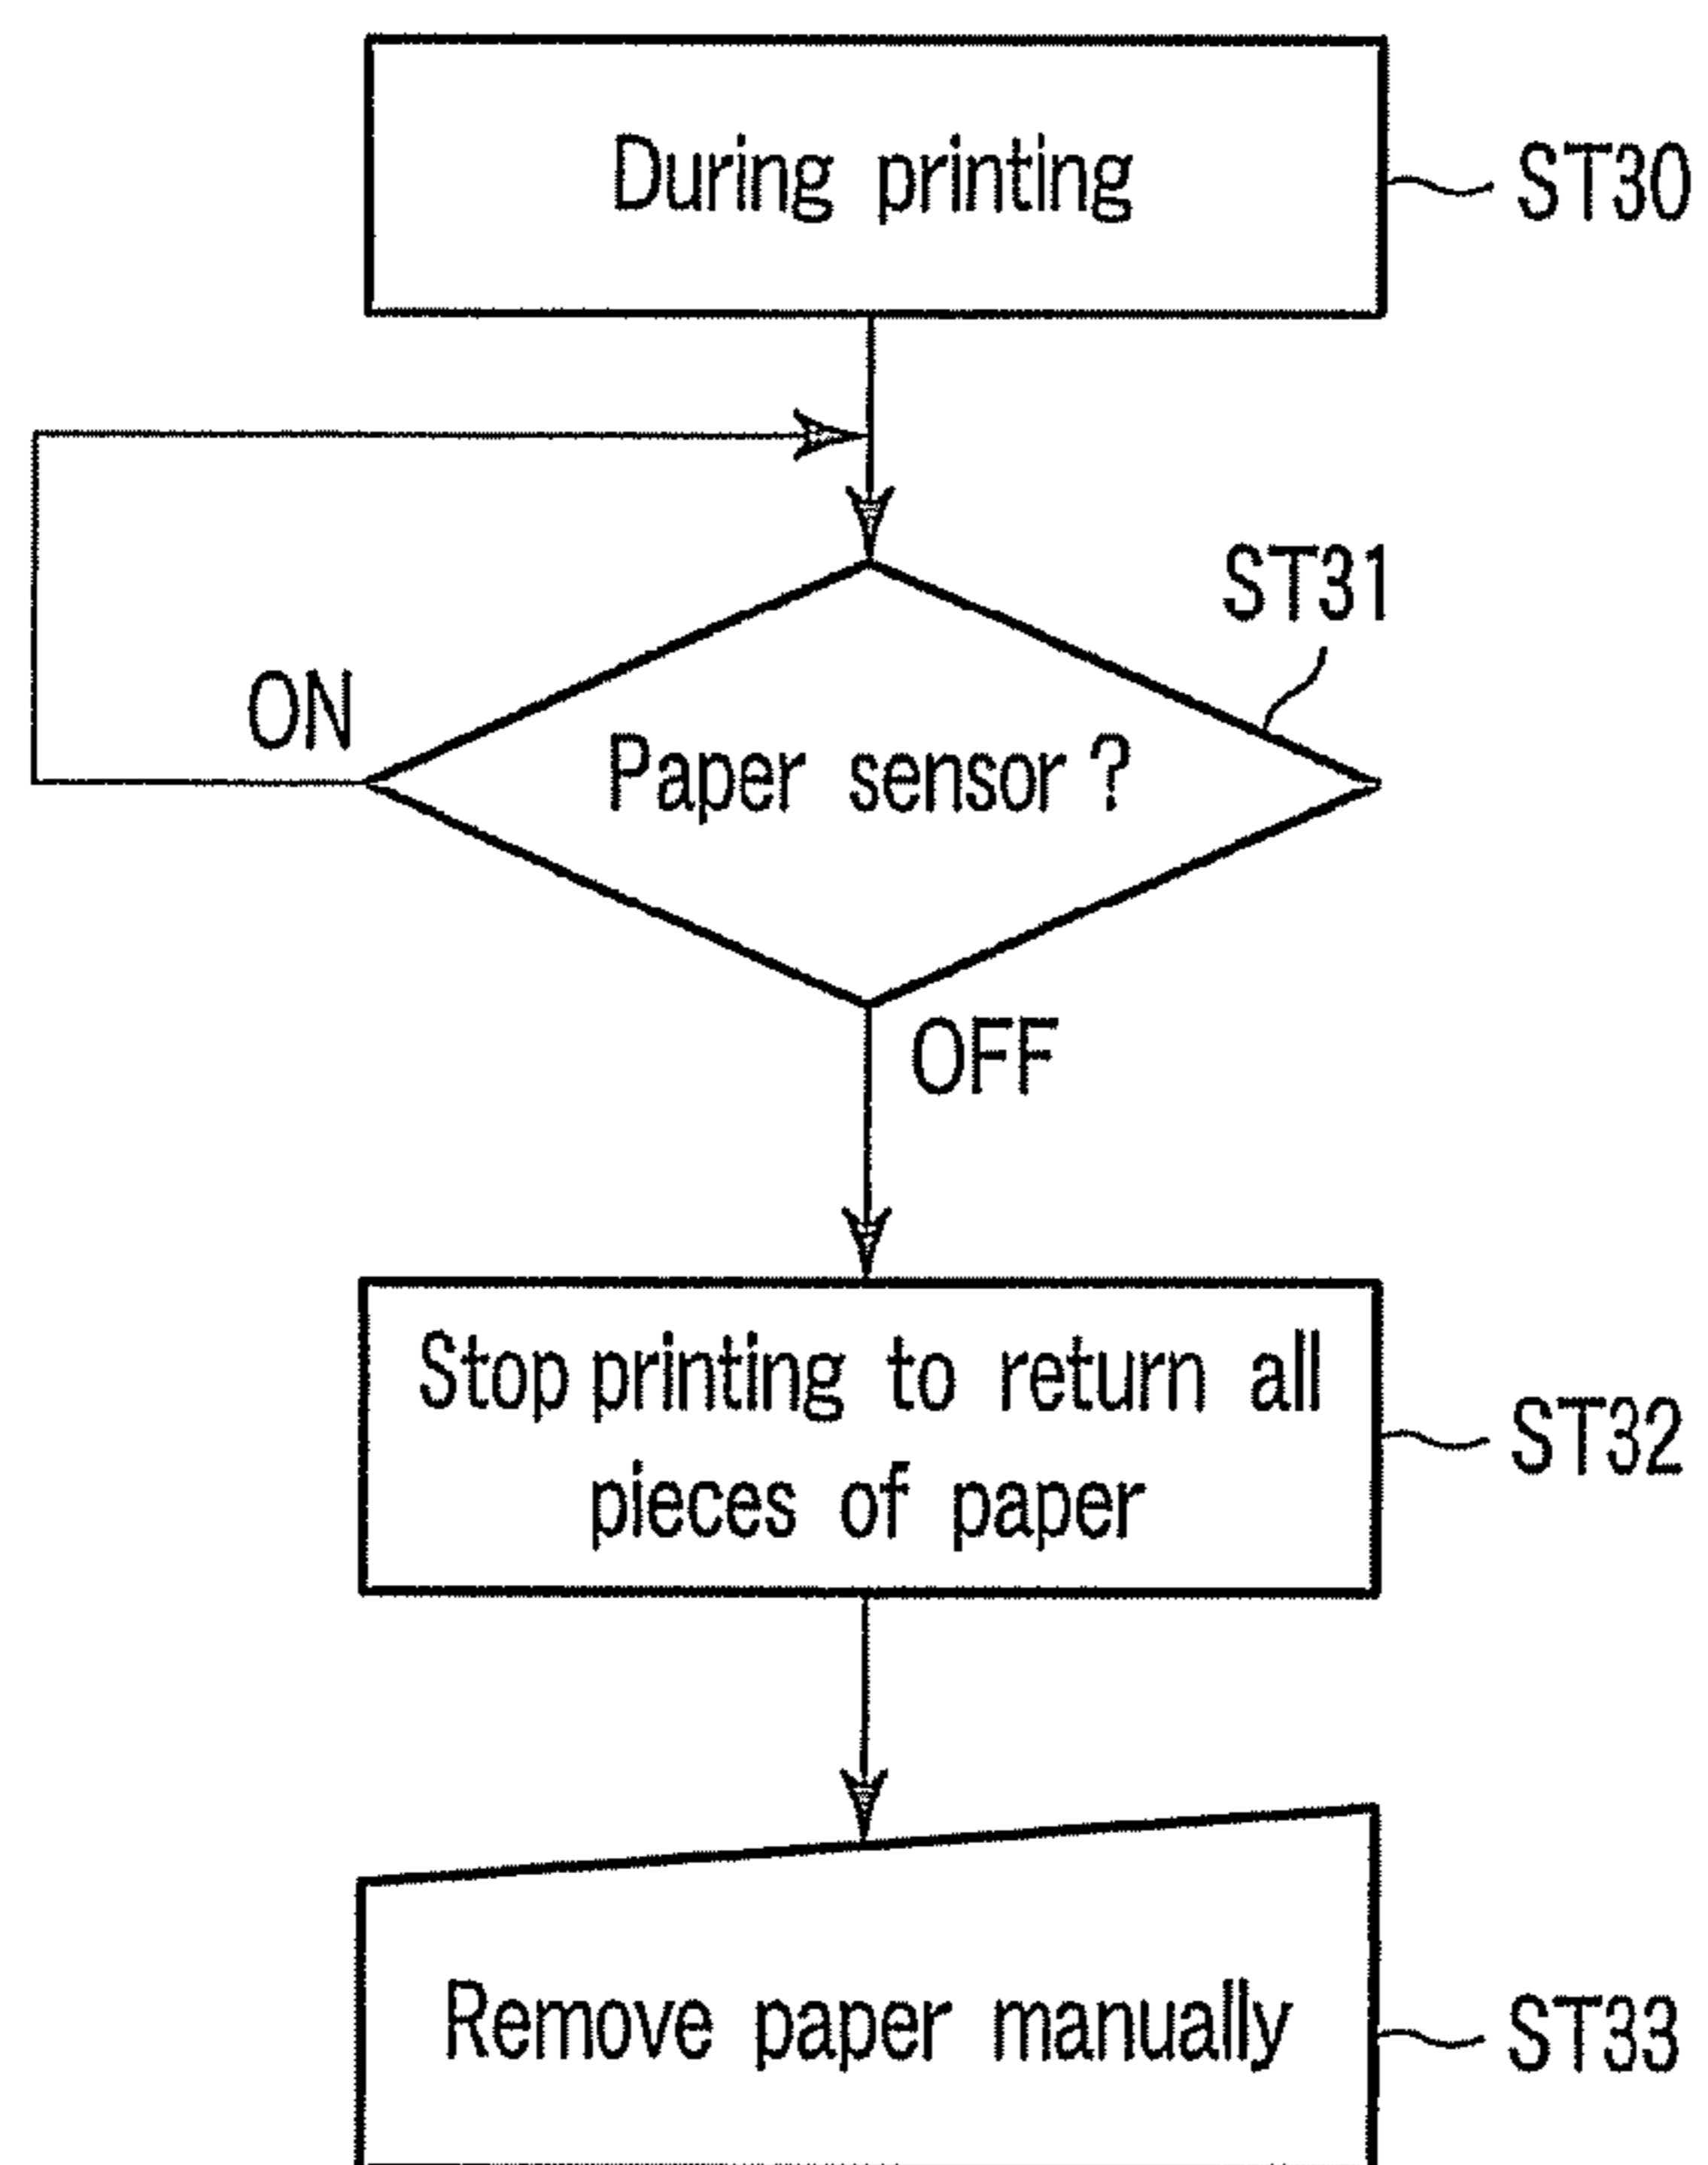 During printing
ST30
ST31
ON
Paper sensor ?
OFF
Stop printing to return all
pieces of paper
ST32
Remove paper manually
ST33